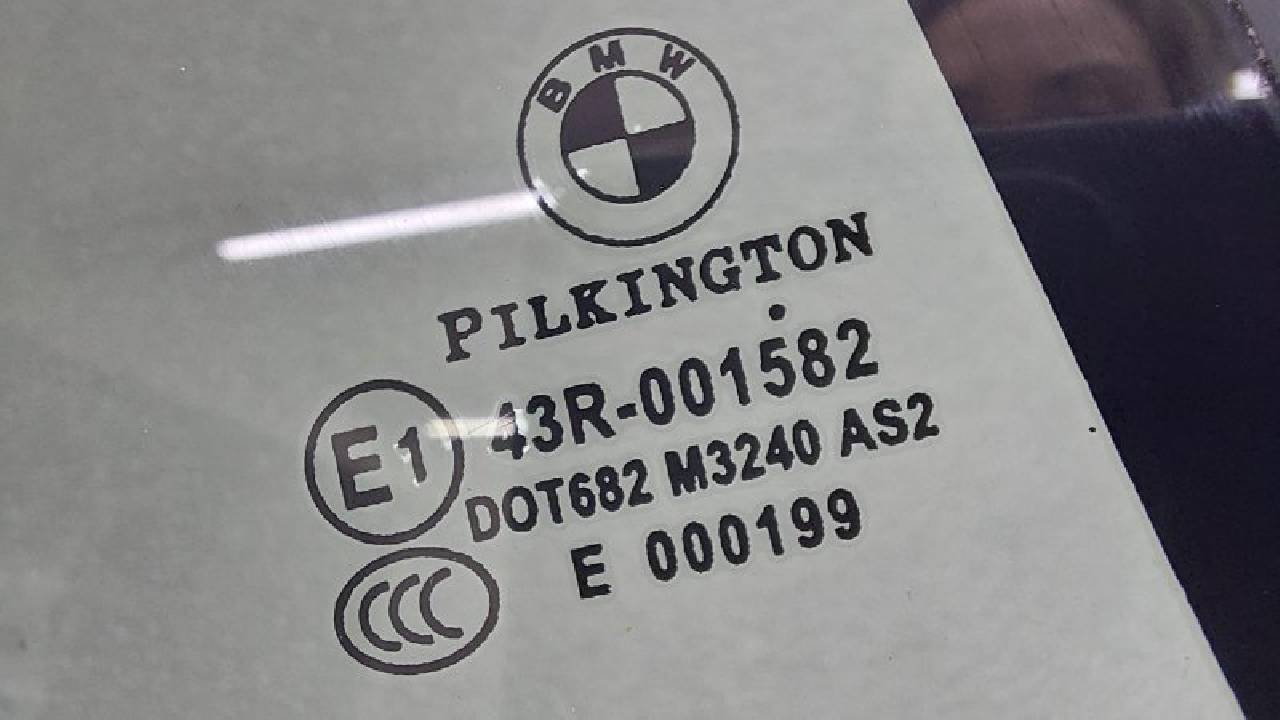 BMW
PILKINGTON
E1 43R-001582
DOT682 M3240 AS2
E 000199
CCC